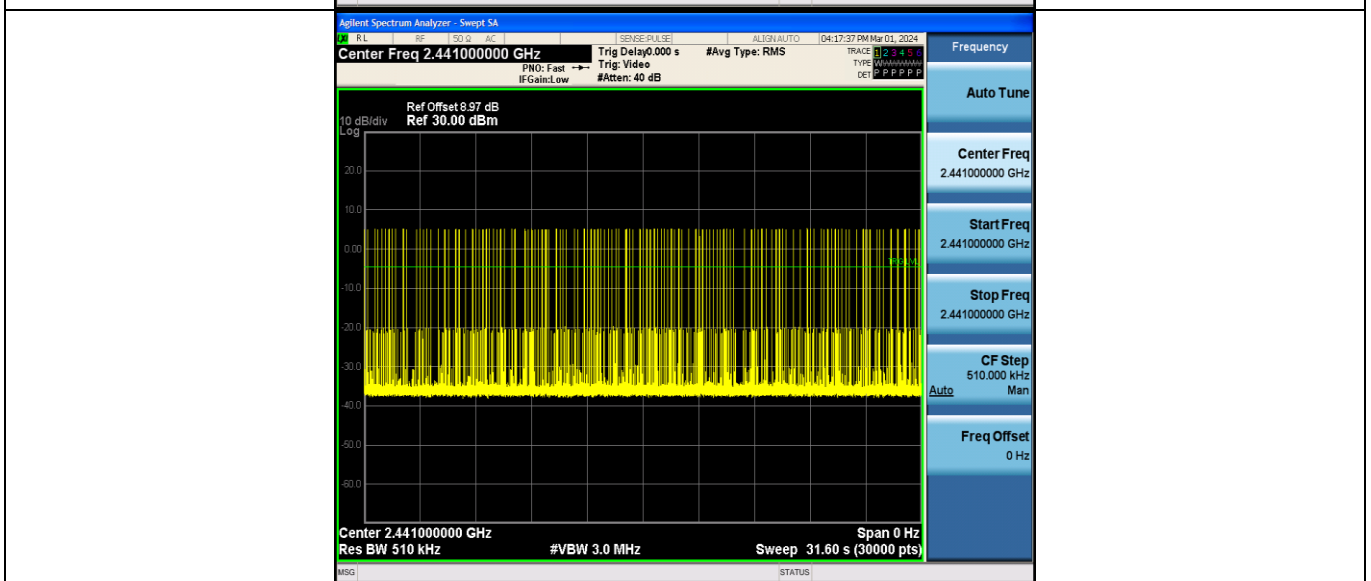 Agilent Spectrum Analyzer - Swept SA
RL RF 50 Ω AC SENSE:PULSE ALIGN AUTO 04:17:37 PM Mar 01, 2024
Center Freq 2.441000000 GHz
PNO: Fast
IFGain:Low
Trig Delay0.000 s
Trig: Video
#Atten: 40 dB
#Avg Type: RMS
TRACE 1 2 3 4 5 6
TYPE WWWWWW
DET P P P P P P
Ref Offset 8.97 dB
10 dB/div Ref 30.00 dBm
Log
20.0
10.0
0.00
TRIG LVL
-10.0
-20.0
-30.0
-40.0
-50.0
-60.0
Center 2.441000000 GHz Span 0 Hz
Res BW 510 kHz #VBW 3.0 MHz Sweep 31.60 s (30000 pts)
MSG STATUS
Frequency
Auto Tune
Center Freq
2.441000000 GHz
Start Freq
2.441000000 GHz
Stop Freq
2.441000000 GHz
CF Step
510.000 kHz
Auto Man
Freq Offset
0 Hz